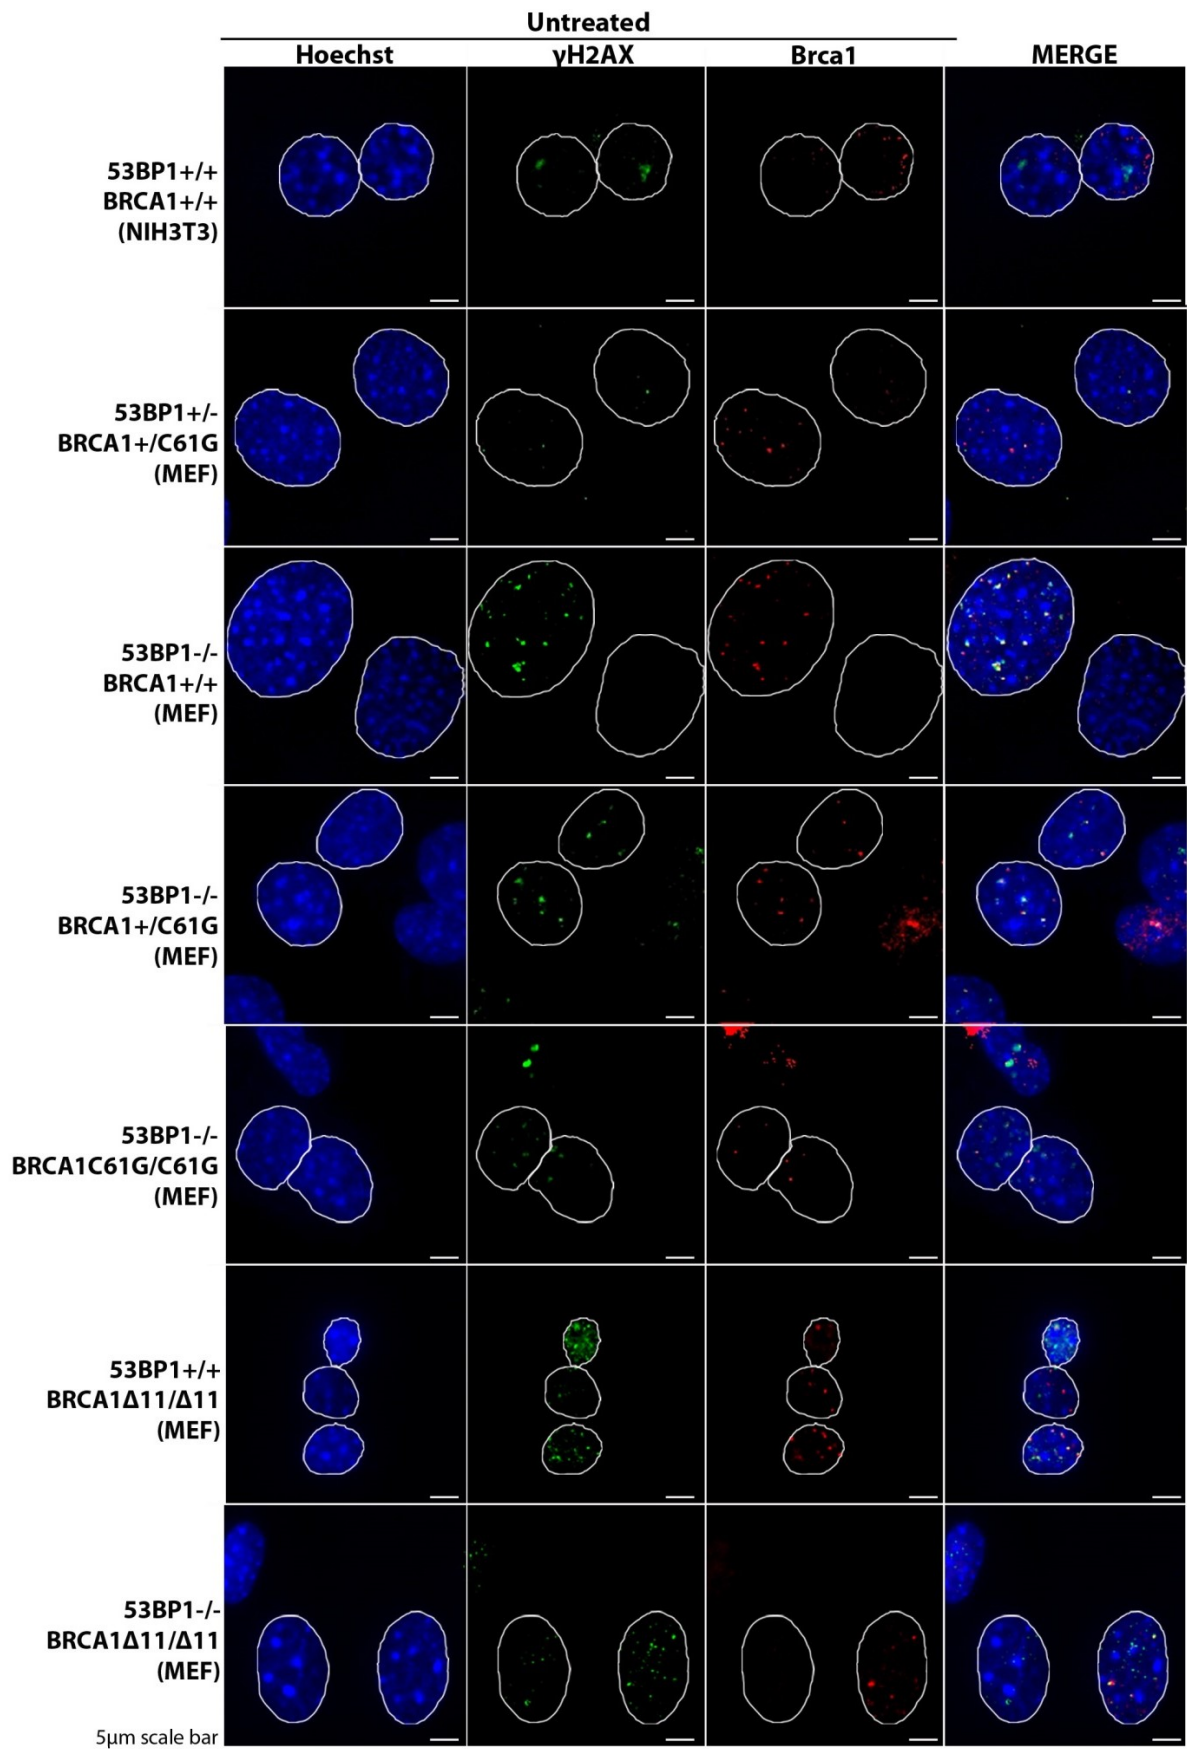 Untreated
Hoechst γH2AX Brca1 MERGE
53BP1+/+
BRCA1+/+
(NIH3T3)
53BP1+/-
BRCA1+/C61G
(MEF)
53BP1-/-
BRCA1+/+
(MEF)
53BP1-/-
BRCA1+/C61G
(MEF)
53BP1-/-
BRCA1C61G/C61G
(MEF)
53BP1+/+
BRCA1Δ11/Δ11
(MEF)
53BP1-/-
BRCA1Δ11/Δ11
(MEF)
5μm scale bar